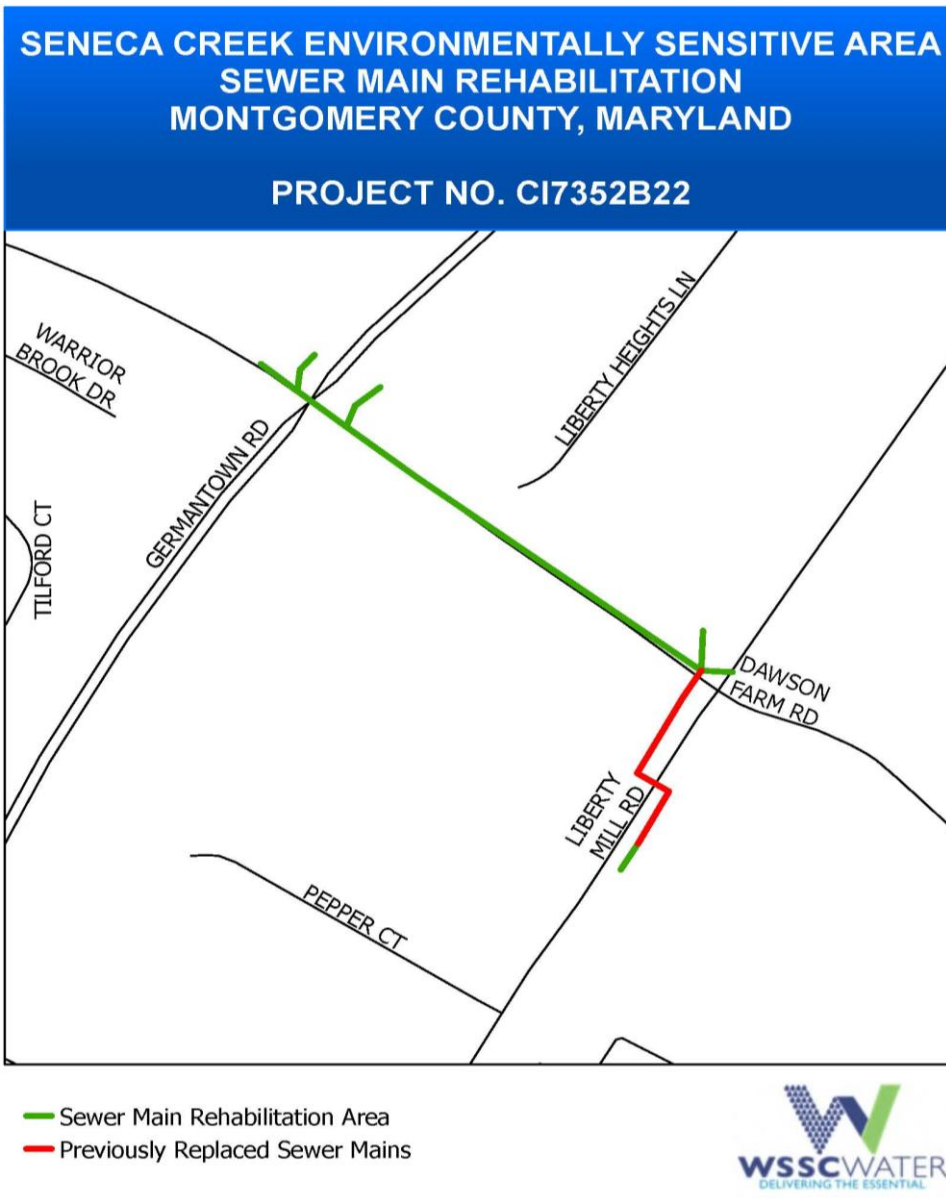 SENECA CREEK ENVIRONMENTALLY SENSITIVE AREA
SEWER MAIN REHABILITATION
MONTGOMERY COUNTY, MARYLAND
PROJECT NO. CI7352B22
WARRIOR
BROOK DR
GERMANTOWN RD
LIBERTY HEIGHTS LN
TILFORD CT
DAWSON
FARM RD
LIBERTY
MILL RD
PEPPER CT
Sewer Main Rehabilitation Area
Previously Replaced Sewer Mains
WSSCWATER
DELIVERING THE ESSENTIAL